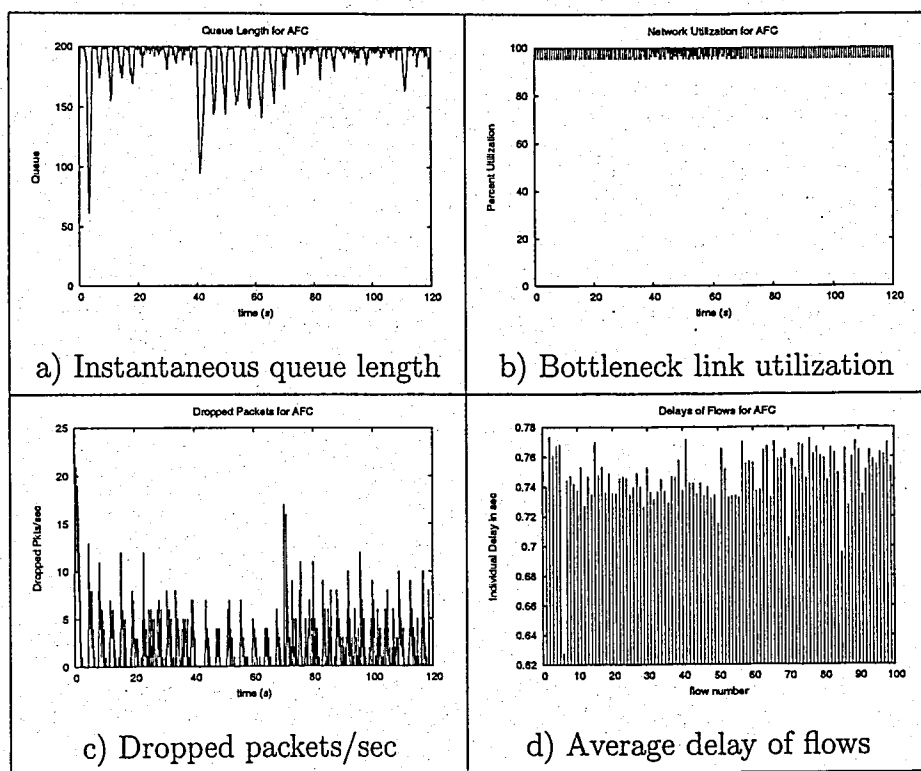 Queue Length for AFC
200
150
100
50
0
Queue
0 20 40 60 80 100 120
time (s)
a) Instantaneous queue length
Network Utilization for AFC
100
80
60
40
20
0
Percent Utilization
0 20 40 60 80 100 120
time (s)
b) Bottleneck link utilization
Dropped Packets for AFC
25
20
15
10
5
0
Dropped Pkts/sec
0 20 40 60 80 100 120
time (s)
c) Dropped packets/sec
Delays of Flows for AFC
0.78
0.76
0.74
0.72
0.7
0.68
0.66
0.64
0.62
Individual Delay in sec
0 10 20 30 40 50 60 70 80 90 100
flow number
d) Average delay of flows